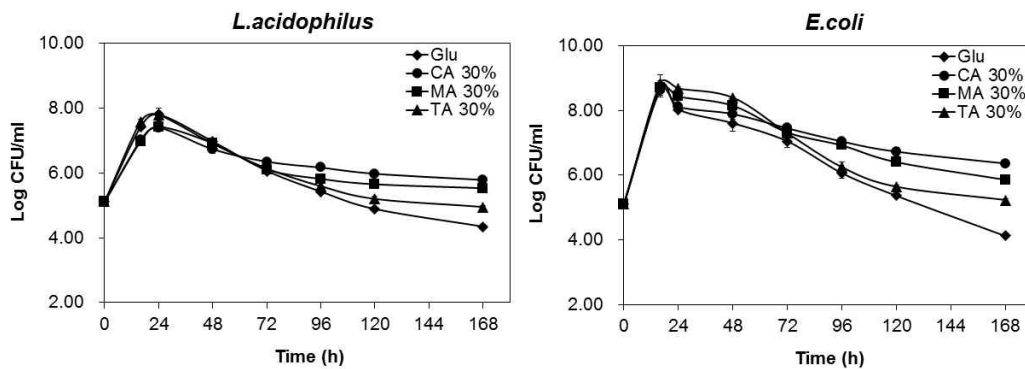 L.acidophilus
10.00
8.00
6.00
4.00
2.00
Log CFU/ml
Glu
CA 30%
MA 30%
TA 30%
0 24 48 72 96 120 144 168
Time (h)
E.coli
10.00
8.00
6.00
4.00
2.00
Log CFU/ml
Glu
CA 30%
MA 30%
TA 30%
0 24 48 72 96 120 144 168
Time (h)